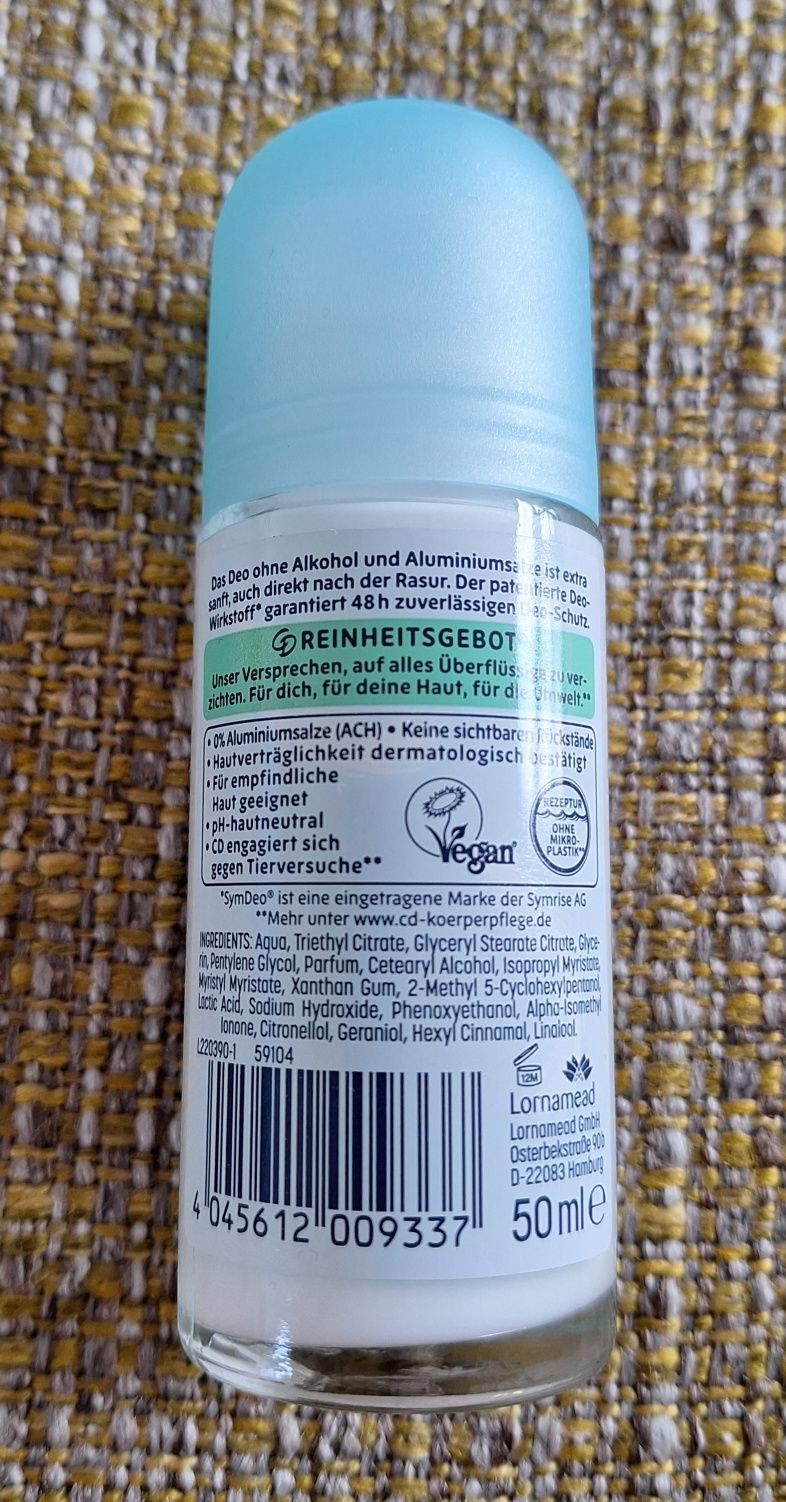 Das Deo ohne Alkohol und Aluminiumsalze ist extra
sanft, auch direkt nach der Rasur. Der patentierte Deo-
Wirkstoff* garantiert 48h zuverlässigen Deo-Schutz.
REINHEITSGEBOT
Unser Versprechen, auf alles Überflüssige zu ver-
zichten. Für dich, für deine Haut, für die Umwelt.**
• 0% Aluminiumsalze (ACH) • Keine sichtbaren Rückstände
• Hautverträglichkeit dermatologisch bestätigt
• Für empfindliche
Haut geeignet
• pH-hautneutral
• CD engagiert sich
gegen Tierversuche**
Vegan
REZEPTUR
OHNE
MIKRO-
PLASTIK**
*SymDeo® ist eine eingetragene Marke der Symrise AG
**Mehr unter www.cd-koerperpflege.de
INGREDIENTS: Aqua, Triethyl Citrate, Glyceryl Stearate Citrate, Glyce-
rin, Pentylene Glycol, Parfum, Cetearyl Alcohol, Isopropyl Myristate,
Myristyl Myristate, Xanthan Gum, 2-Methyl 5-Cyclohexylpentanol,
Lactic Acid, Sodium Hydroxide, Phenoxyethanol, Alpha-Isomethyl
Ionone, Citronellol, Geraniol, Hexyl Cinnamal, Linalool.
L220390-1 59104
12M
Lornamead
Lornamead GmbH
Osterbekstraße 90b
D-22083 Hamburg
4 045612 009337
50 ml e